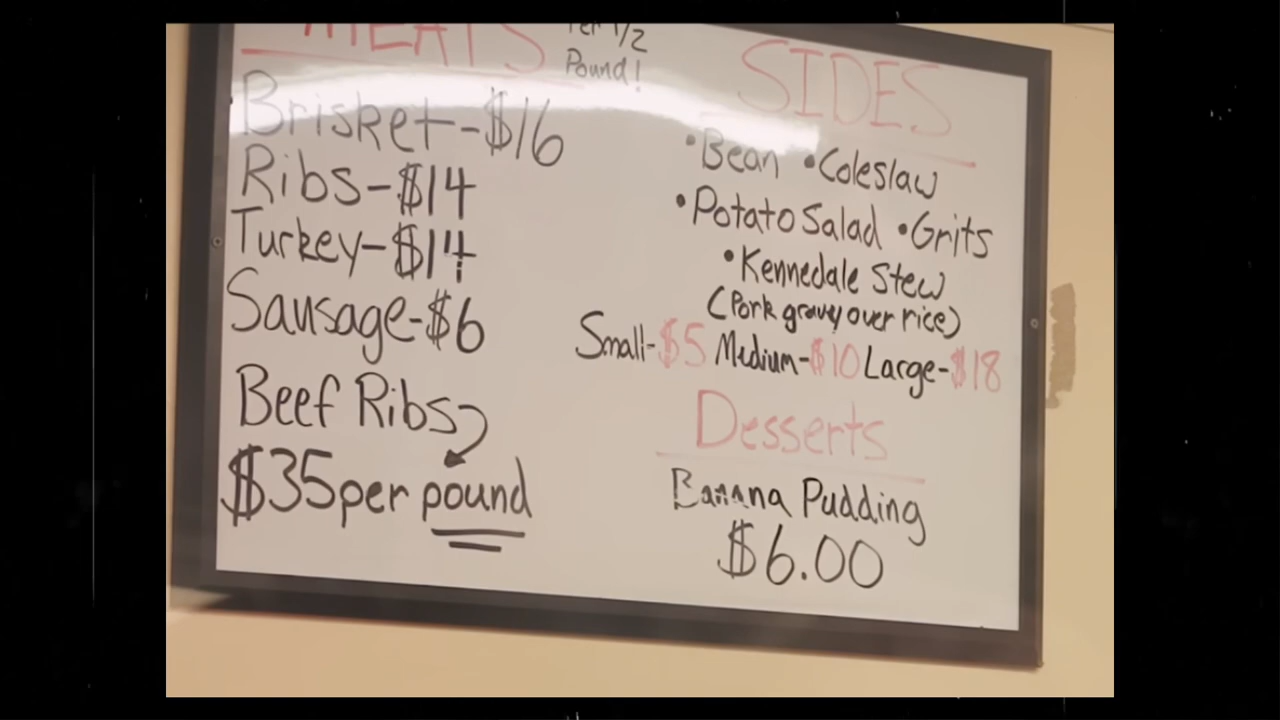 MEATS
Per 1/2
Pound!
Brisket-$16
Ribs-$14
Turkey-$14
Sausage-$6
Beef Ribs
$35 per pound
SIDES
•Bean •Coleslaw
•Potato Salad •Grits
•Kennedale Stew
(Pork gravy over rice)
Small-$5 Medium-$10 Large-$18
Desserts
Banana Pudding
$6.00